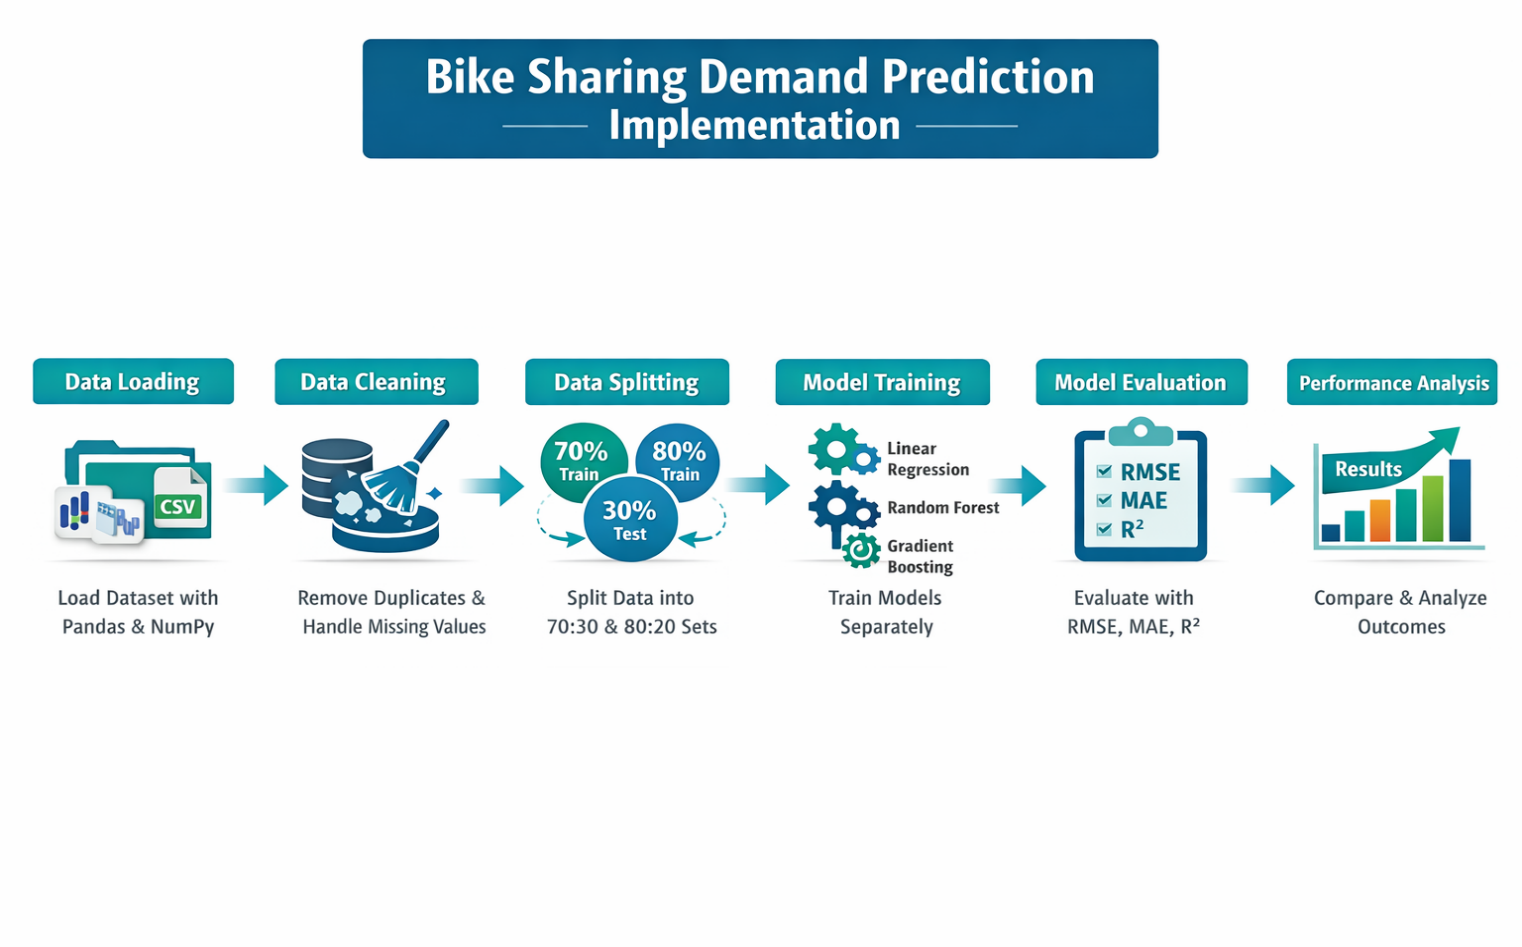 Bike Sharing Demand Prediction
Implementation
Data Loading
CSV
Load Dataset with
Pandas & NumPy
Data Cleaning
Remove Duplicates &
Handle Missing Values
Data Splitting
70%
Train
80%
Train
30%
Test
Split Data into
70:30 & 80:20 Sets
Model Training
Linear
Regression
Random Forest
Gradient
Boosting
Train Models
Separately
Model Evaluation
RMSE
MAE
R²
Evaluate with
RMSE, MAE, R²
Performance Analysis
Results
Compare & Analyze
Outcomes